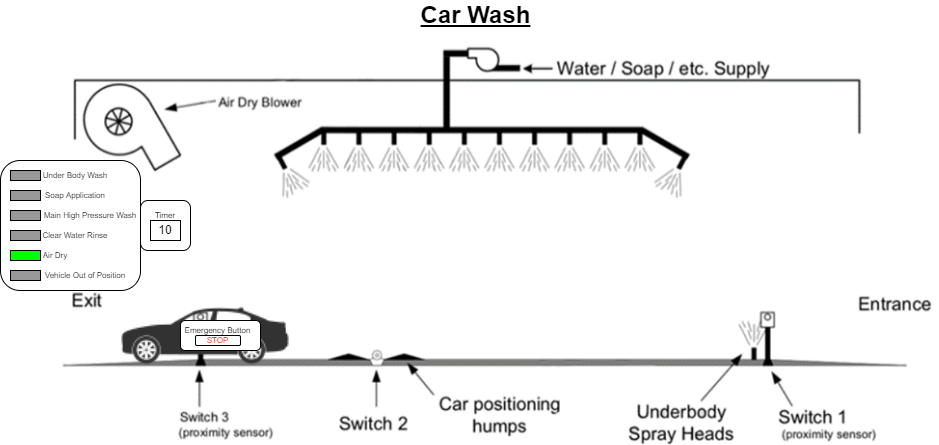 Car Wash
Water / Soap / etc. Supply
Air Dry Blower
Under Body Wash
Soap Application
Main High Pressure Wash
Clear Water Rinse
Air Dry
Vehicle Out of Position
Timer
10
Exit
Entrance
Emergency Button
STOP
Switch 3
(proximity sensor)
Switch 2
Car positioning
humps
Underbody
Spray Heads
Switch 1
(proximity sensor)